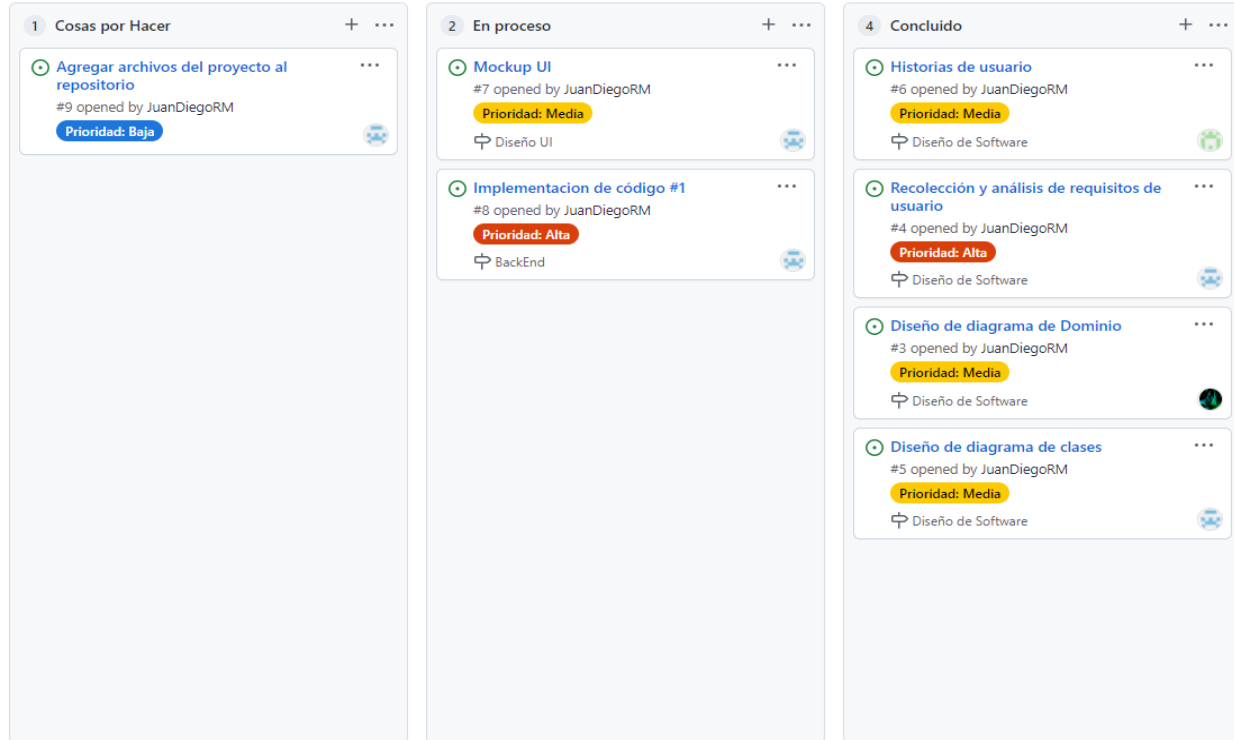 1 Cosas por Hacer
Agregar archivos del proyecto al
repositorio
#9 opened by JuanDiegoRM
Prioridad: Baja
2 En proceso
Mockup UI
#7 opened by JuanDiegoRM
Prioridad: Media
Diseño UI
Implementacion de código #1
#8 opened by JuanDiegoRM
Prioridad: Alta
BackEnd
4 Concluido
Historias de usuario
#6 opened by JuanDiegoRM
Prioridad: Media
Diseño de Software
Recolección y análisis de requisitos de
usuario
#4 opened by JuanDiegoRM
Prioridad: Alta
Diseño de Software
Diseño de diagrama de Dominio
#3 opened by JuanDiegoRM
Prioridad: Media
Diseño de Software
Diseño de diagrama de clases
#5 opened by JuanDiegoRM
Prioridad: Media
Diseño de Software